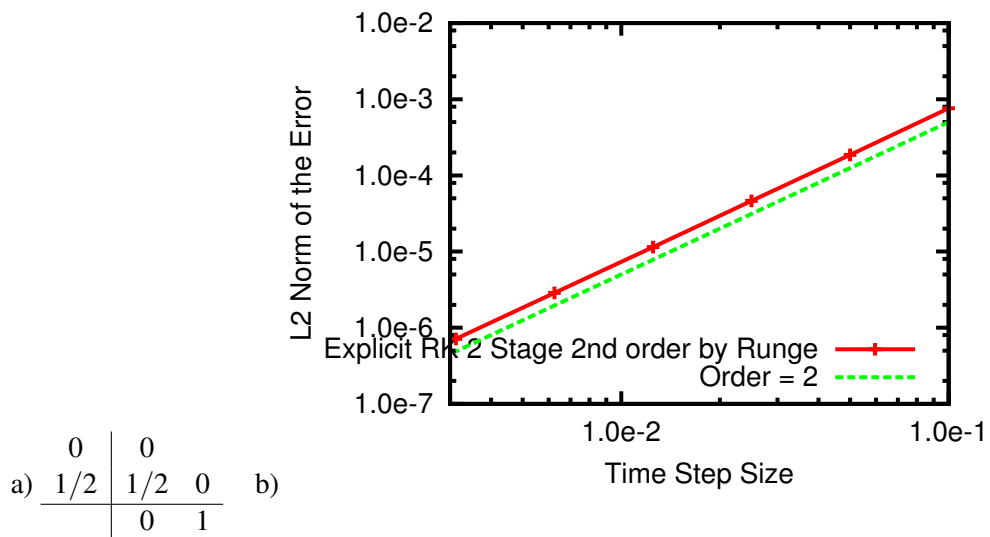 1.0e-2
1.0e-3
1.0e-4
1.0e-5
1.0e-6
1.0e-7
L2 Norm of the Error
Explicit RK 2 Stage 2nd order by Runge
Order = 2
1.0e-2 1.0e-1
Time Step Size
0 0
a) 1/2 1/2 0 b)
0 1